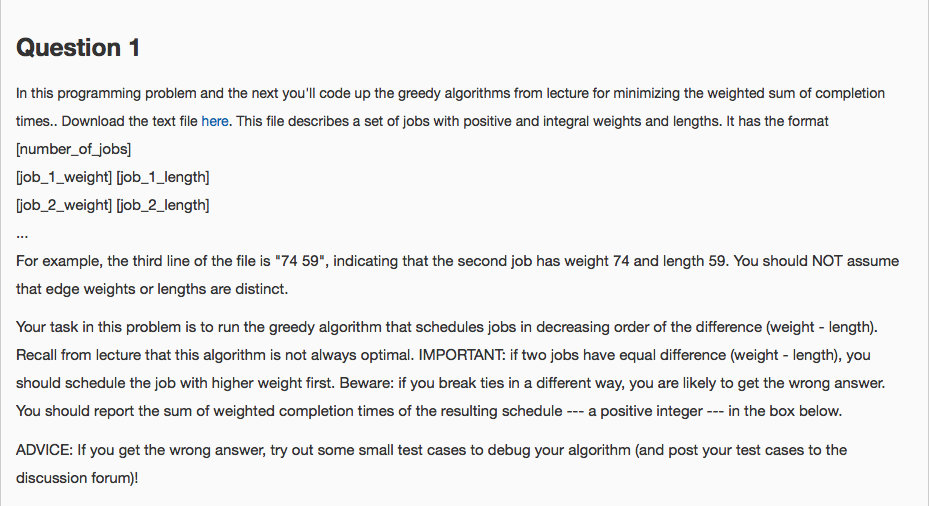 Question 1
In this programming problem and the next you'll code up the greedy algorithms from lecture for minimizing the weighted sum of completion
times.. Download the text file here. This file describes a set of jobs with positive and integral weights and lengths. It has the format
[number_of_jobs]
[job_1_weight] [job_1_length]
[job_2_weight] [job_2_length]
...
For example, the third line of the file is "74 59", indicating that the second job has weight 74 and length 59. You should NOT assume
that edge weights or lengths are distinct.
Your task in this problem is to run the greedy algorithm that schedules jobs in decreasing order of the difference (weight - length).
Recall from lecture that this algorithm is not always optimal. IMPORTANT: if two jobs have equal difference (weight - length), you
should schedule the job with higher weight first. Beware: if you break ties in a different way, you are likely to get the wrong answer.
You should report the sum of weighted completion times of the resulting schedule --- a positive integer --- in the box below.
ADVICE: If you get the wrong answer, try out some small test cases to debug your algorithm (and post your test cases to the
discussion forum)!